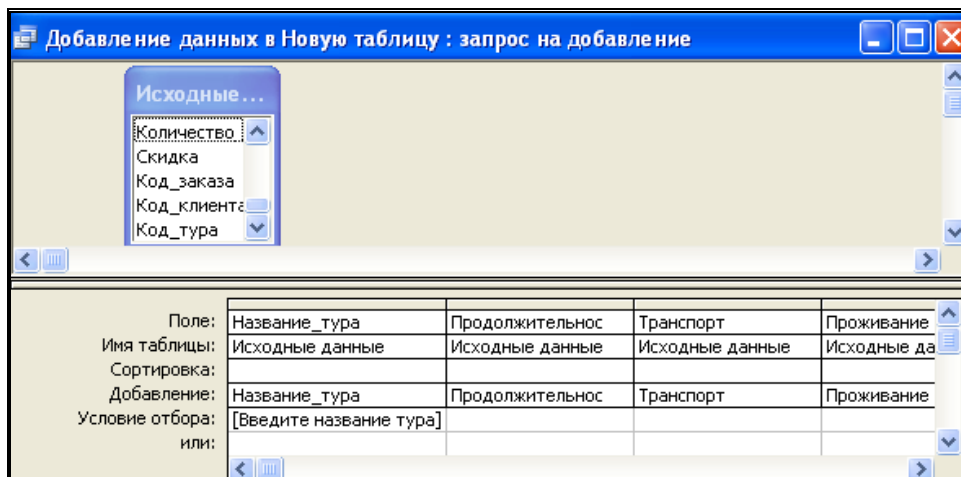 Добавление данных в Новую таблицу : запрос на добавление
Исходные...
Количество_
Скидка
Код_заказа
Код_клиента
Код_тура
Поле: Название_тура Продолжительнос Транспорт Проживание
Имя таблицы: Исходные данные Исходные данные Исходные данные Исходные да
Сортировка:
Добавление: Название_тура Продолжительнос Транспорт Проживание
Условие отбора: [Введите название тура]
или: